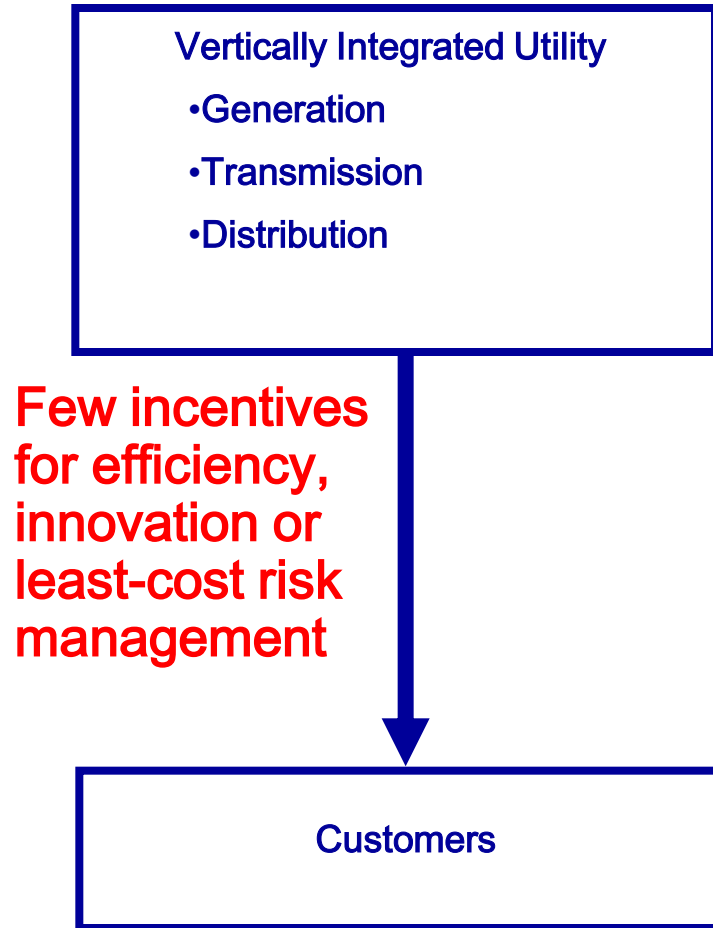 Vertically Integrated Utility
•Generation
•Transmission
•Distribution
Few incentives
for efficiency,
innovation or
least-cost risk
management
Customers